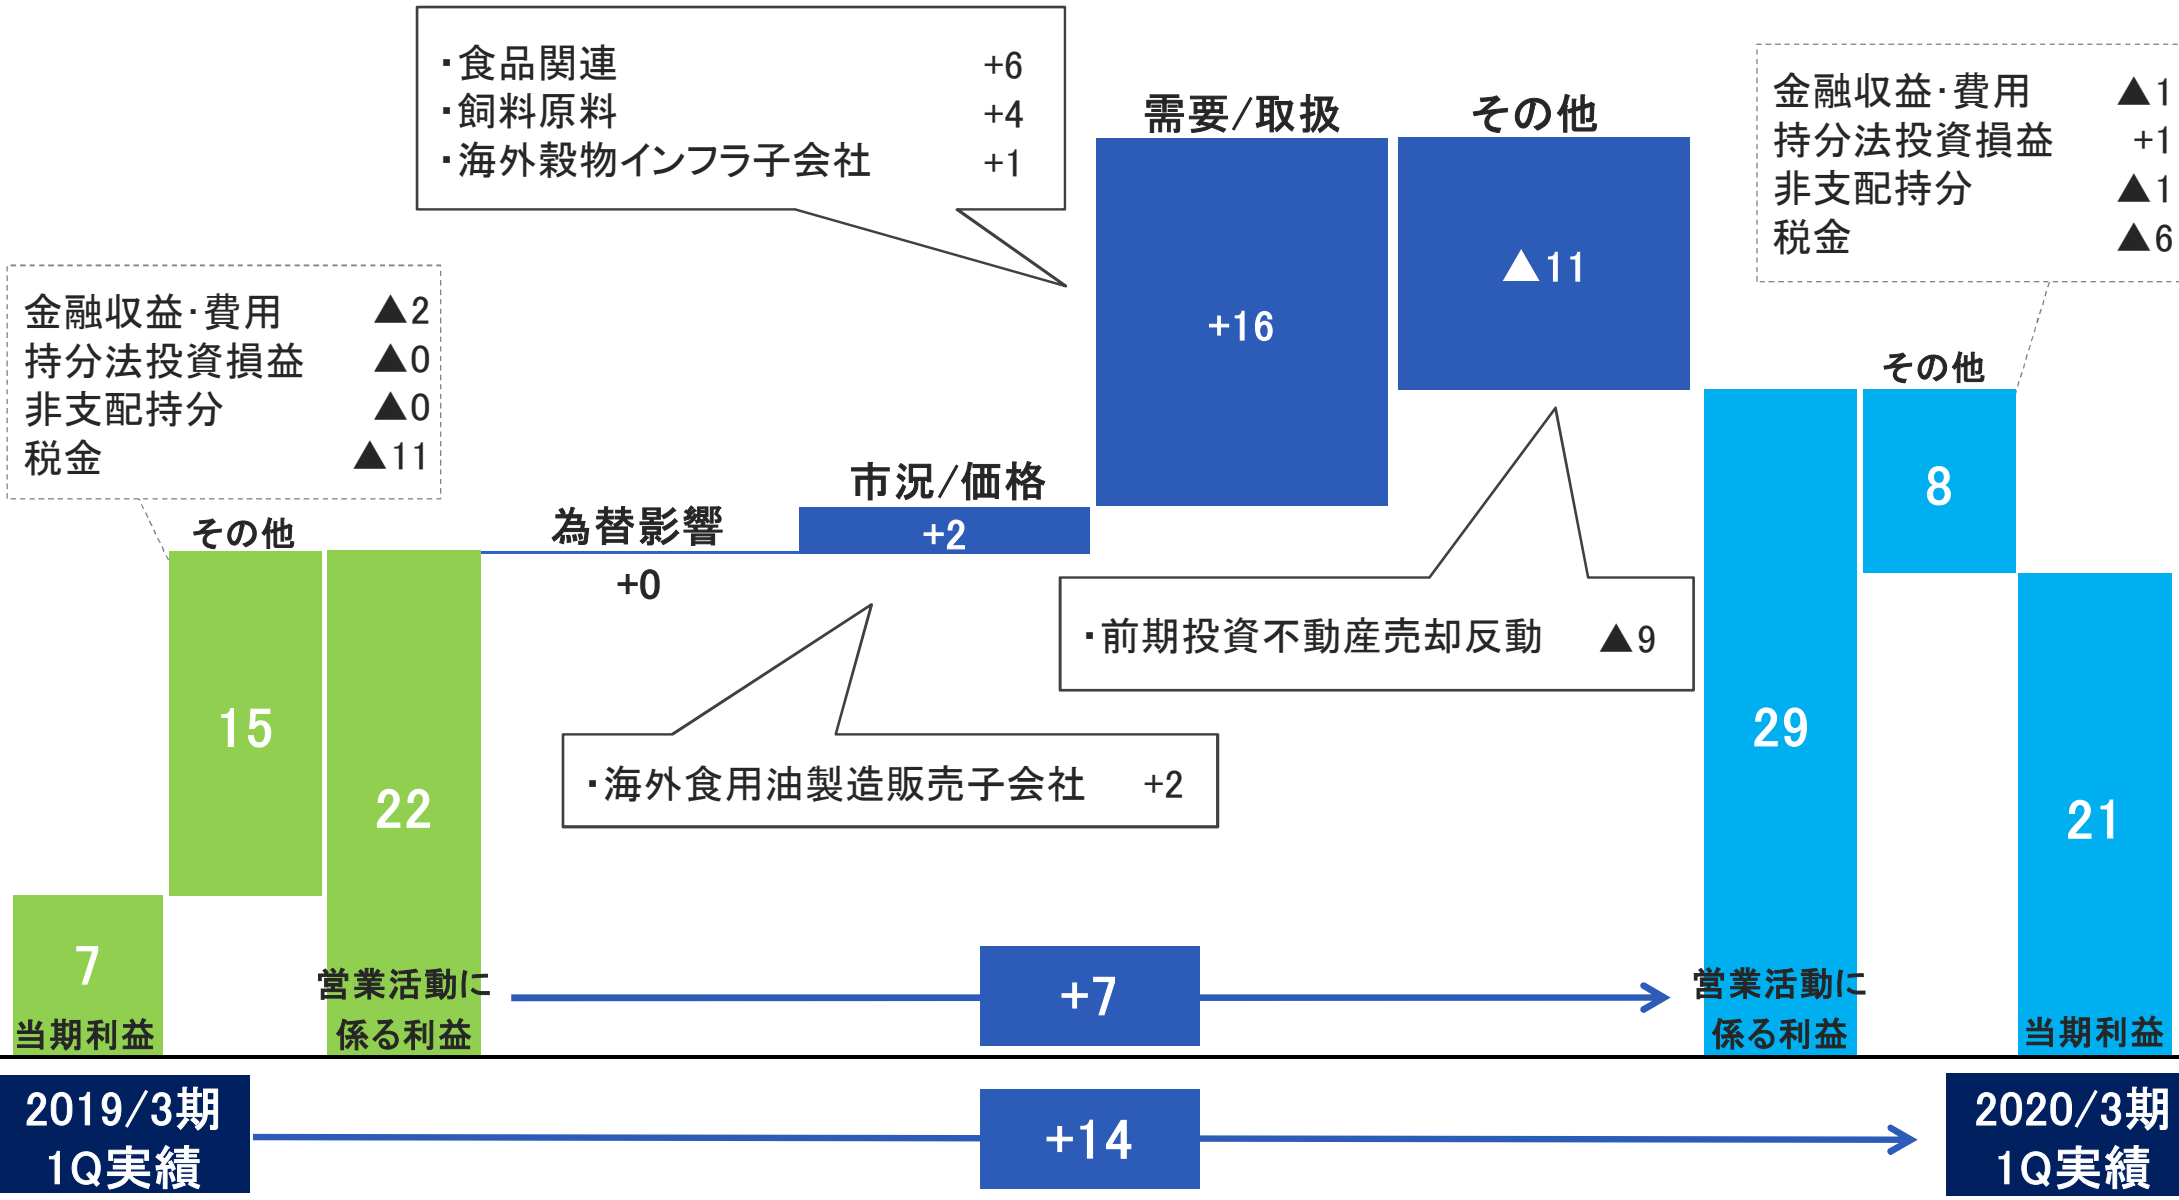 ・食品関連 +6
・飼料原料 +4
・海外穀物インフラ子会社 +1
需要/取扱
その他
金融収益・費用 ▲1
持分法投資損益 +1
非支配持分 ▲1
税金 ▲6
+16
▲11
金融収益・費用 ▲2
持分法投資損益 ▲0
非支配持分 ▲0
税金 ▲11
その他
その他
8
市況/価格
+2
為替影響
+0
・前期投資不動産売却反動 ▲9
・海外食用油製造販売子会社 +2
15
22
29
21
7
当期利益
営業活動に
係る利益
+7
営業活動に
係る利益
当期利益
2019/3期
1Q実績
+14
2020/3期
1Q実績